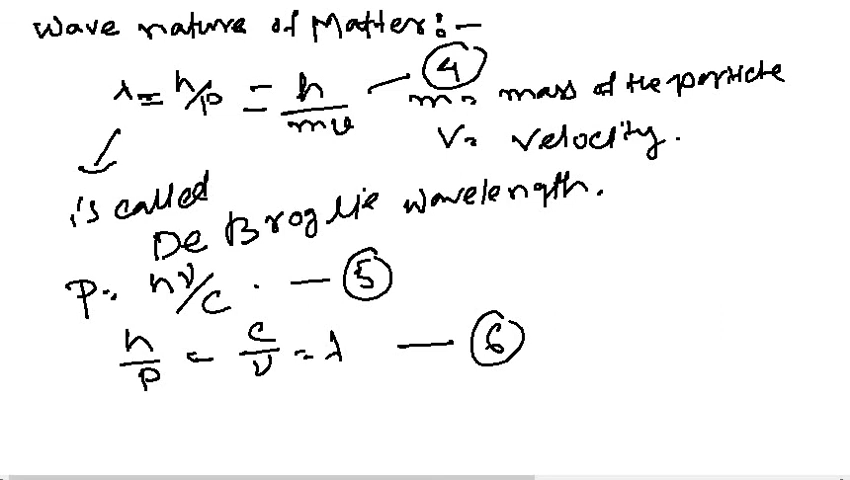 Wave nature of Matter:-
λ = h/p = h/mv — ④ m = mass of the particle
V = velocity.
is called
De Broglie wavelength.
P = hν/c. — ⑤
h/p = c/ν = λ — ⑥